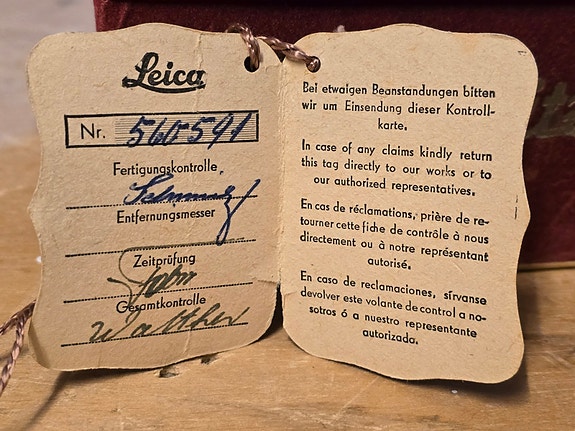 Leica
Nr. 560591
Fertigungskontrolle
Schmitz
Entfernungsmesser
Zeitprüfung
Gesamtkontrolle
Walther
Bei etwaigen Beanstandungen bitten
wir um Einsendung dieser Kontroll-
karte.
In case of any claims kindly return
this tag directly to our works or to
our authorized representatives.
En cas de réclamations, prière de re-
tourner cette fiche de contrôle à nous
directement ou à notre représentant
autorisé.
En caso de reclamaciones, sírvanse
devolver este volante de control a no-
sotros ó a nuestro representante
autorizada.